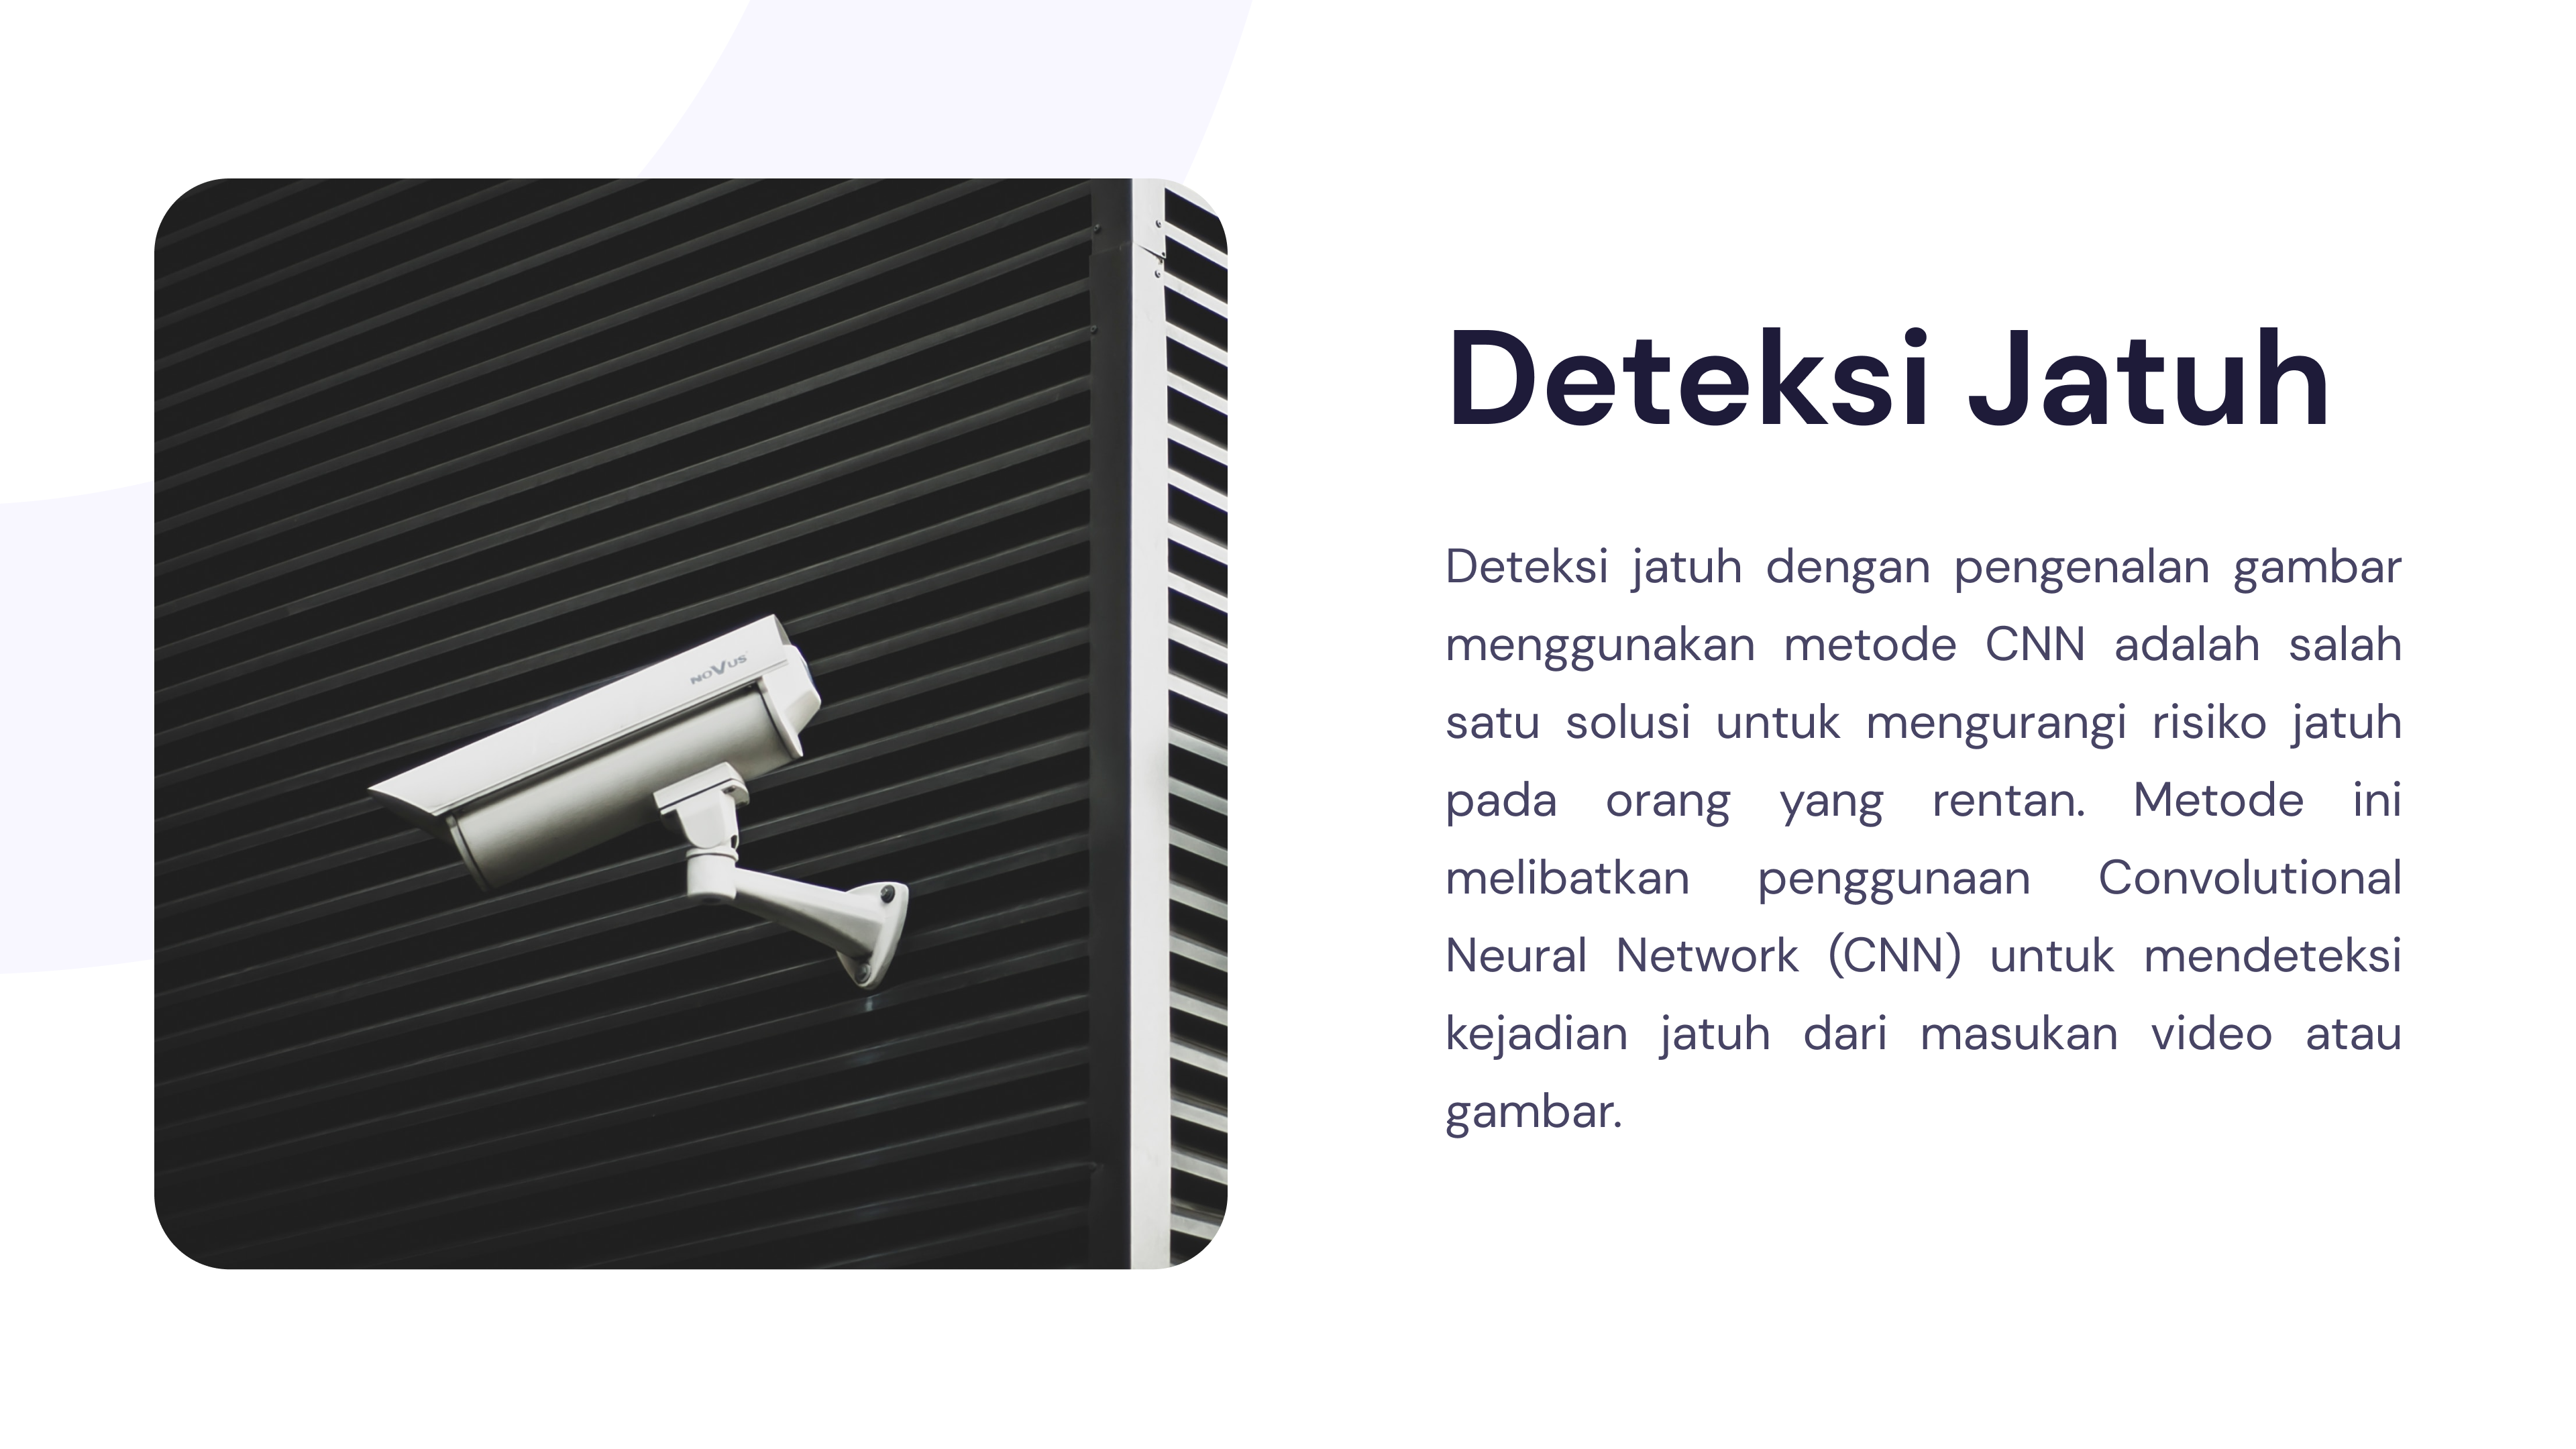 NOVUS
Deteksi Jatuh
Deteksi jatuh dengan pengenalan gambar
menggunakan metode CNN adalah salah
satu solusi untuk mengurangi risiko jatuh
pada orang yang rentan. Metode ini
melibatkan penggunaan Convolutional
Neural Network (CNN) untuk mendeteksi
kejadian jatuh dari masukan video atau
gambar.